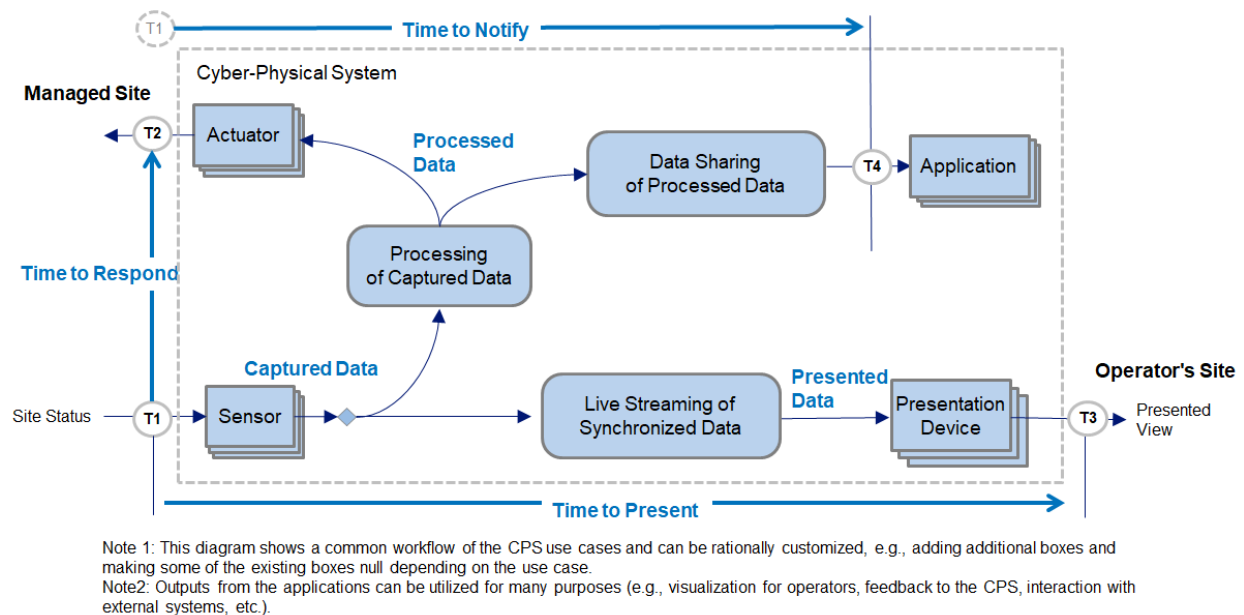 T1
Time to Notify
Cyber-Physical System
Managed Site
T2
Actuator
Processed
Data
Data Sharing
of Processed Data
T4
Application
Processing
of Captured Data
Time to Respond
Captured Data
Site Status
T1
Sensor
Live Streaming of
Synchronized Data
Presented
Data
Presentation
Device
Operator's Site
T3
Presented
View
Time to Present
Note 1: This diagram shows a common workflow of the CPS use cases and can be rationally customized, e.g., adding additional boxes and
making some of the existing boxes null depending on the use case.
Note2: Outputs from the applications can be utilized for many purposes (e.g., visualization for operators, feedback to the CPS, interaction with
external systems, etc.).